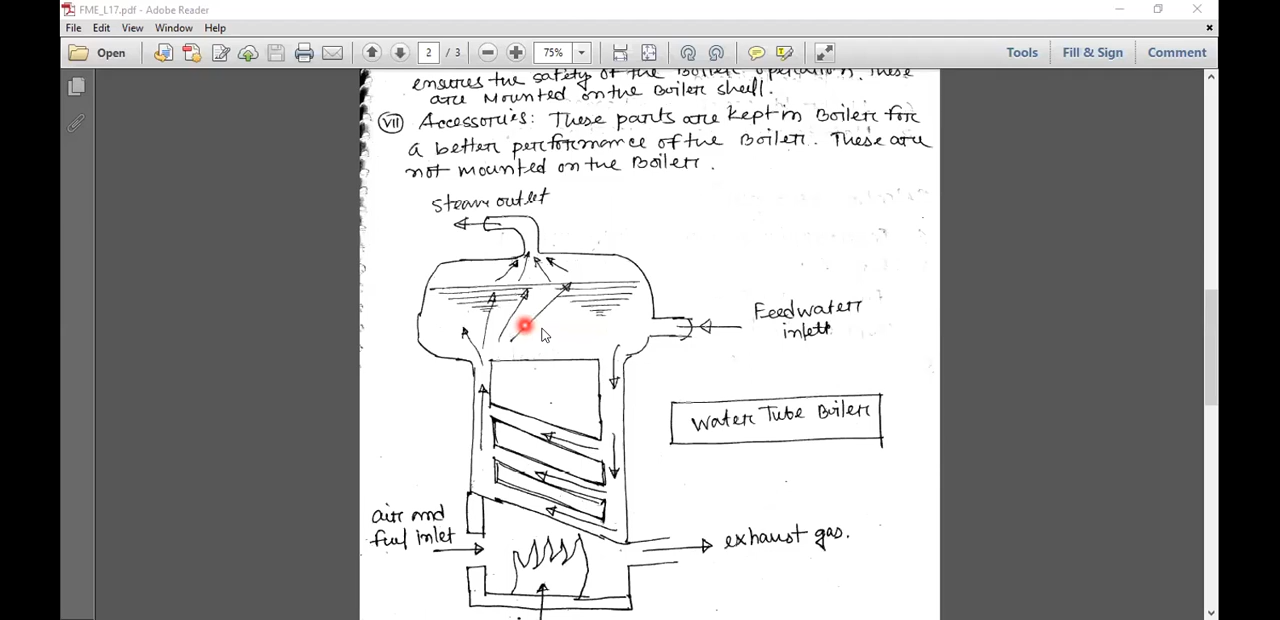 FME_L17.pdf - Adobe Reader
File Edit View Window Help
Open 2 / 3 75% Tools Fill & Sign Comment
ensures the safety of the Boiler operation. These
are Mounted on the Boiler shell.
VII Accessories: These parts are kept in Boiler for
a better performance of the Boiler. These are
not mounted on the Boiler.
steam outlet
Feedwater
inlet
Water Tube Boiler
air and
fuel inlet
exhaust gas.